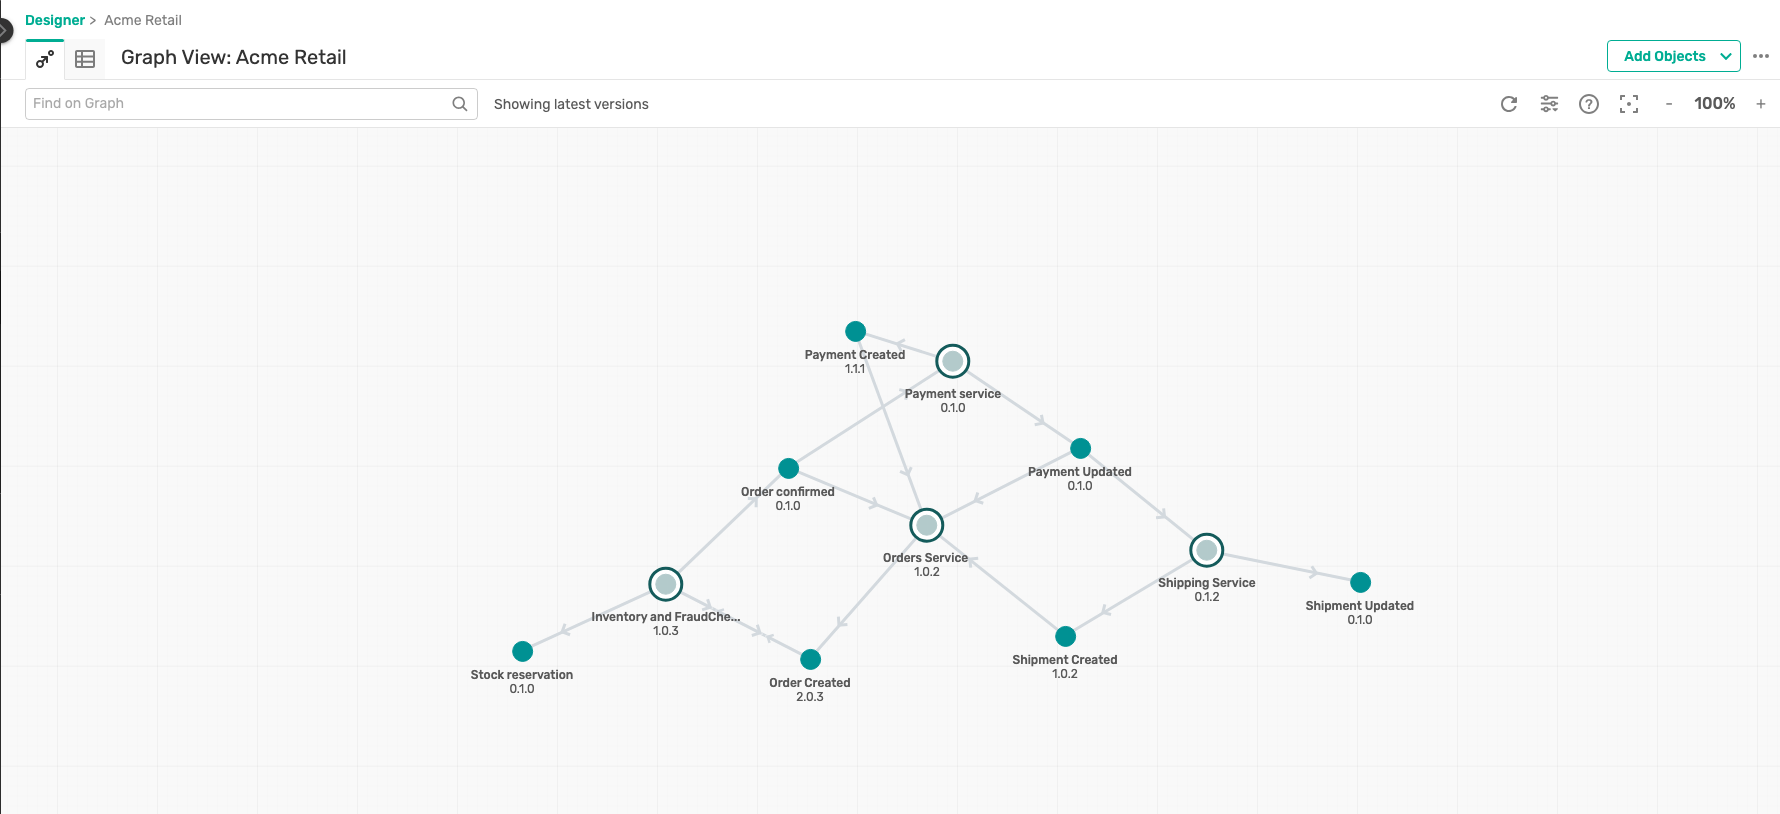 Designer > Acme Retail
Graph View: Acme Retail
Add Objects
Find on Graph
Showing latest versions
- 100% +
Payment Created
1.1.1
Payment service
0.1.0
Payment Updated
0.1.0
Order confirmed
0.1.0
Orders Service
1.0.2
Shipping Service
0.1.2
Shipment Updated
0.1.0
Inventory and FraudChe...
1.0.3
Shipment Created
1.0.2
Stock reservation
0.1.0
Order Created
2.0.3